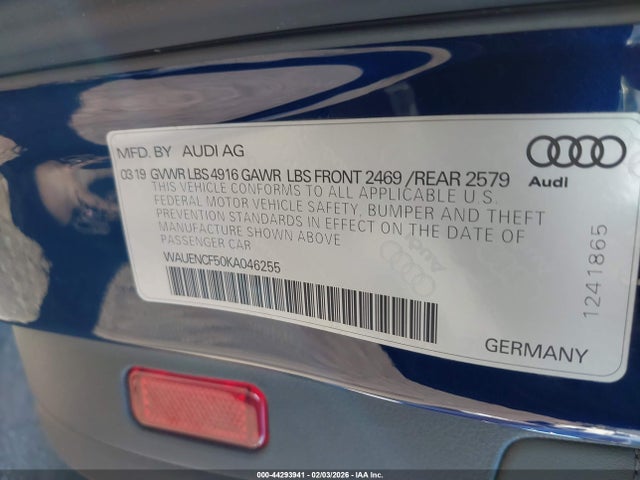 MFD. BY AUDI AG
03 19 GVWR LBS 4916 GAWR LBS FRONT 2469 /REAR 2579
THIS VEHICLE CONFORMS TO ALL APPLICABLE U.S.
FEDERAL MOTOR VEHICLE SAFETY, BUMPER AND THEFT
PREVENTION STANDARDS IN EFFECT ON THE DATE OF
MANUFACTURE SHOWN ABOVE
PASSENGER CAR
WAUENCF50KA046255
Audi
Audi
1241865
GERMANY
000-44293941 - 02/03/2026 - IAA Inc.